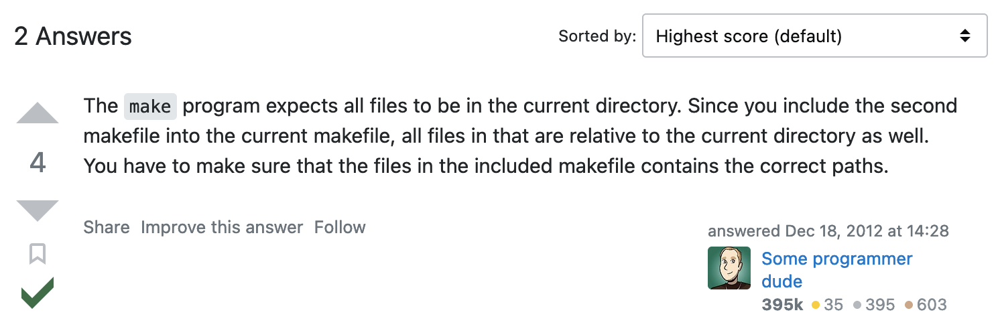 2 Answers
Sorted by: Highest score (default)
The make program expects all files to be in the current directory. Since you include the second
makefile into the current makefile, all files in that are relative to the current directory as well.
You have to make sure that the files in the included makefile contains the correct paths.
4
Share Improve this answer Follow
answered Dec 18, 2012 at 14:28
Some programmer
dude
395k 35 395 603